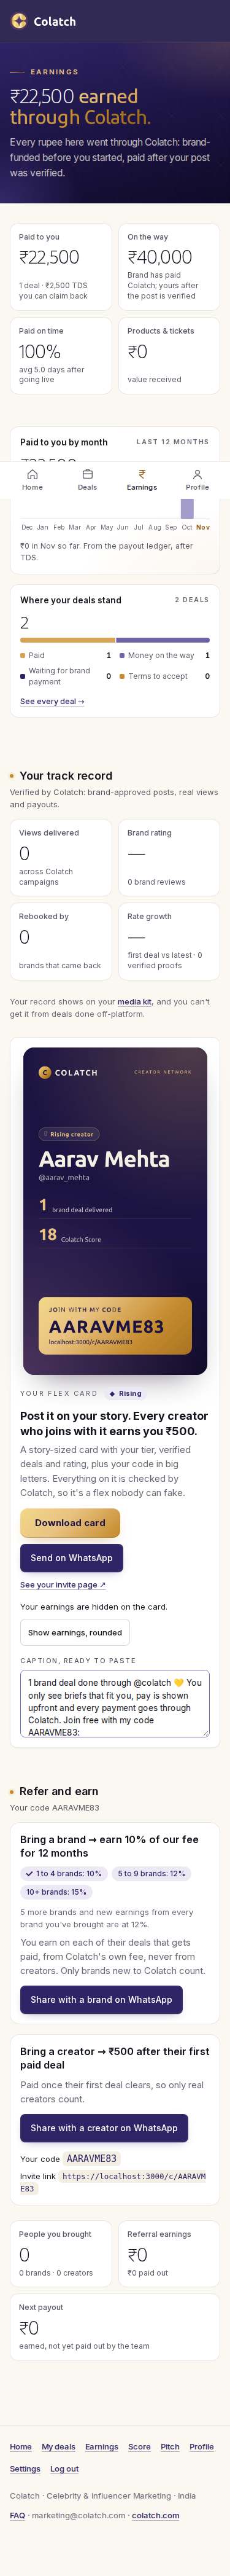 Colatch
EARNINGS
₹22,500 earned
through Colatch.
Every rupee here went through Colatch: brand-
funded before you started, paid after your post
was verified.
Paid to you
₹22,500
1 deal · ₹2,500 TDS
you can claim back
On the way
₹40,000
Brand has paid
Colatch; yours after
the post is verified
Paid on time
100%
avg 5.0 days after
going live
Products & tickets
₹0
value received
Paid to you by month
LAST 12 MONTHS
Home
Deals
Earnings
Profile
Dec Jan Feb Mar Apr May Jun Jul Aug Sep Oct Nov
₹0 in Nov so far. From the payout ledger, after
TDS.
Where your deals stand
2 DEALS
2
Paid 1
Money on the way 1
Waiting for brand
payment 0
Terms to accept 0
See every deal →
Your track record
Verified by Colatch: brand-approved posts, real views
and payouts.
Views delivered
0
across Colatch
campaigns
Brand rating
—
0 brand reviews
Rebooked by
0
brands that came back
Rate growth
—
first deal vs latest · 0
verified proofs
Your record shows on your media kit, and you can't
get it from deals done off-platform.
C COLATCH
CREATOR NETWORK
Rising creator
Aarav Mehta
@aarav_mehta
1 brand deal delivered
18 Colatch Score
JOIN WITH MY CODE
AARAVME83
localhost:3000/c/AARAVME83
YOUR FLEX CARD
◆ Rising
Post it on your story. Every creator
who joins with it earns you ₹500.
A story-sized card with your tier, verified
deals and rating, plus your code in big
letters. Everything on it is checked by
Colatch, so it's a flex nobody can fake.
Download card
Send on WhatsApp
See your invite page ↗
Your earnings are hidden on the card.
Show earnings, rounded
CAPTION, READY TO PASTE
1 brand deal done through @colatch 💛 You
only see briefs that fit you, pay is shown
upfront and every payment goes through
Colatch. Join free with my code
AARAVME83:
Refer and earn
Your code AARAVME83
Bring a brand → earn 10% of our fee
for 12 months
✓ 1 to 4 brands: 10%
5 to 9 brands: 12%
10+ brands: 15%
5 more brands and new earnings from every
brand you've brought are at 12%.
You earn on each of their deals that gets
paid, from Colatch's own fee, never from
creators. Only brands new to Colatch count.
Share with a brand on WhatsApp
Bring a creator → ₹500 after their first
paid deal
Paid once their first deal clears, so only real
creators count.
Share with a creator on WhatsApp
Your code AARAVME83
Invite link https://localhost:3000/c/AARAVM
E83
People you brought
0
0 brands · 0 creators
Referral earnings
₹0
₹0 paid out
Next payout
₹0
earned, not yet paid out by the team
Home My deals Earnings Score Pitch Profile
Settings Log out
Colatch · Celebrity & Influencer Marketing · India
FAQ · marketing@colatch.com · colatch.com